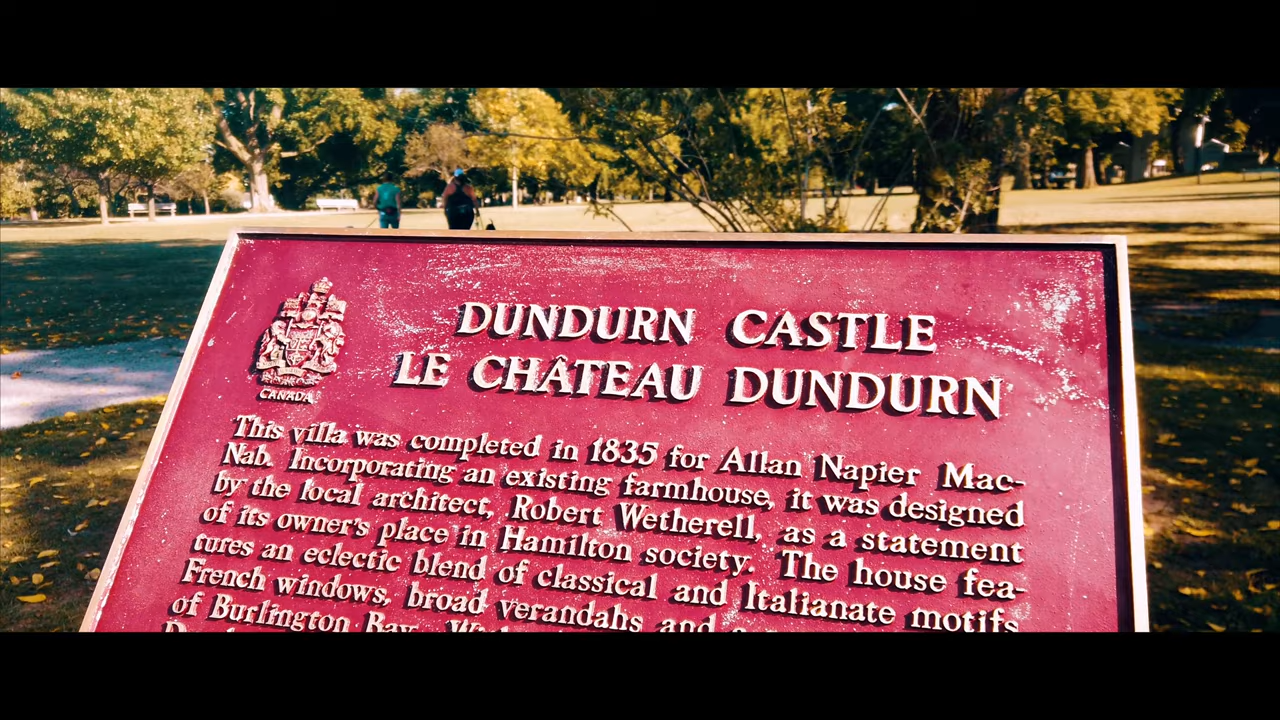 CANADA
DUNDURN CASTLE
LE CHÂTEAU DUNDURN
This villa was completed in 1835 for Allan Napier Mac-
Nab. Incorporating an existing farmhouse, it was designed
by the local architect, Robert Wetherell, as a statement
of its owner's place in Hamilton society. The house fea-
tures an eclectic blend of classical and Italianate motifs
French windows, broad verandahs and
of Burlington Bay.